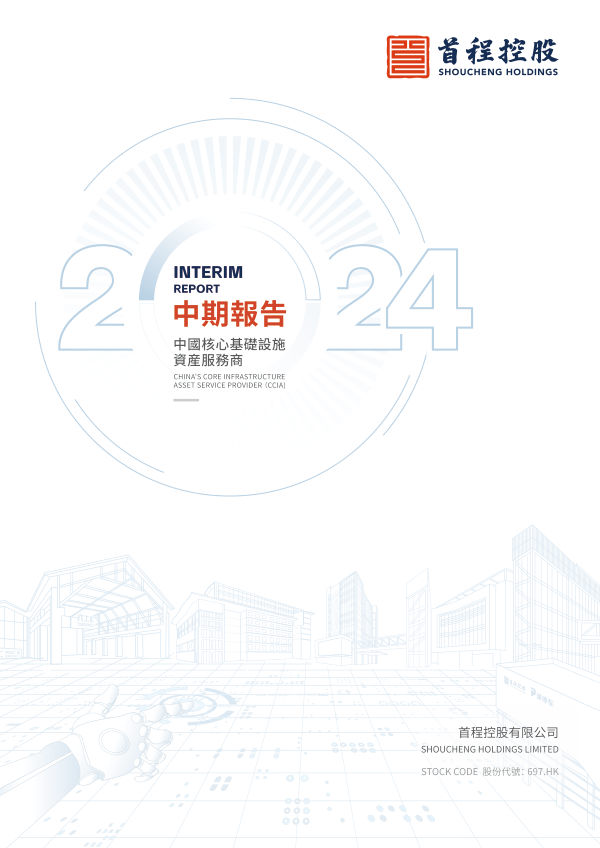 首程控股
SHOUCHENG HOLDINGS
2024
INTERIM
REPORT
中期報告
中國核心基礎設施
資產服務商
CHINA'S CORE INFRASTRUCTURE
ASSET SERVICE PROVIDER (CCIA)
首程控股有限公司
SHOUCHENG HOLDINGS LIMITED
STOCK CODE 股份代號: 697.HK